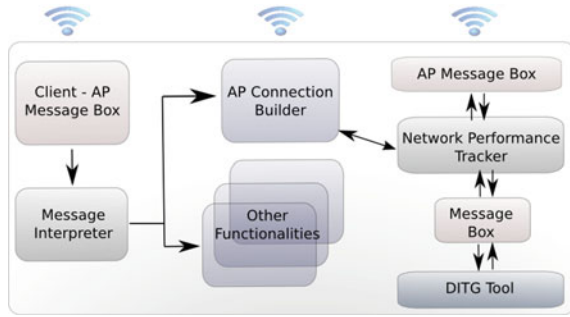 Client - AP
Message Box
Message
Interpreter
AP Connection
Builder
Other
Functionalities
AP Message Box
Network Performance
Tracker
Message
Box
DITG Tool